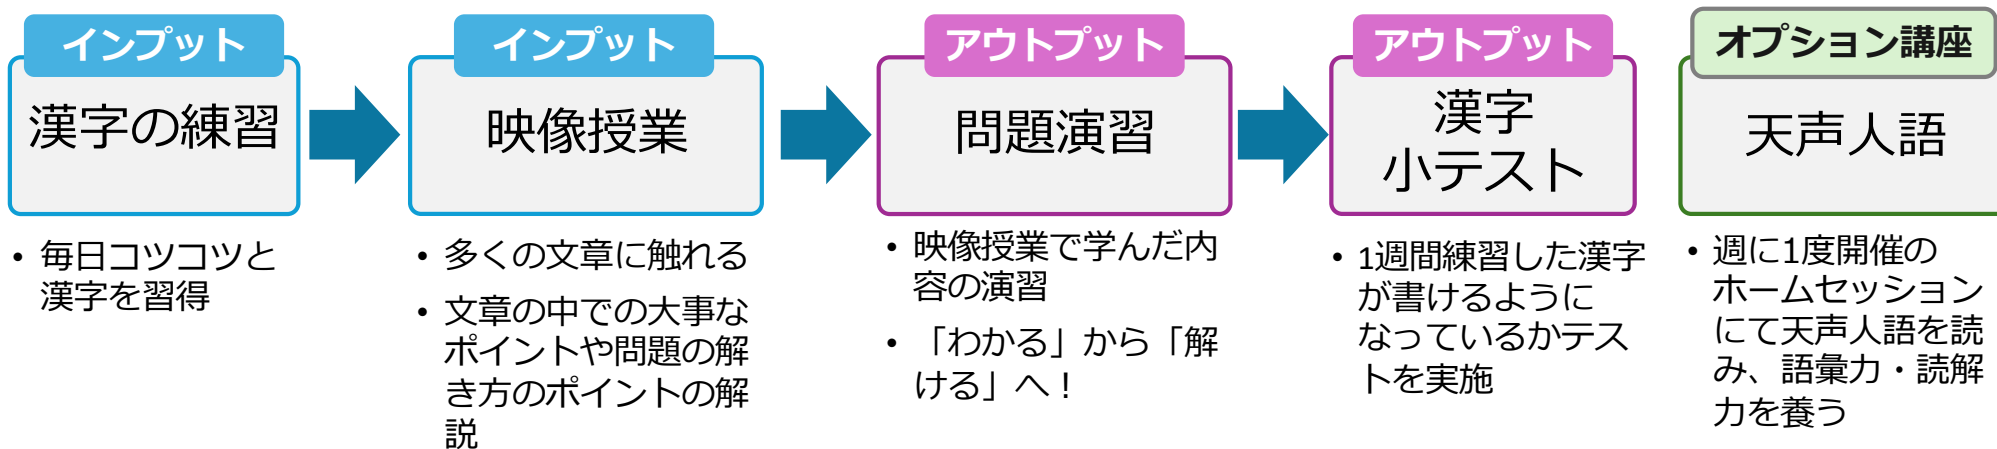 インプット
漢字の練習
• 毎日コツコツと
漢字を習得
インプット
映像授業
• 多くの文章に触れる
• 文章の中での大事な
ポイントや問題の解
き方のポイントの解
説
アウトプット
問題演習
• 映像授業で学んだ内
容の演習
• 「わかる」から「解
ける」へ！
アウトプット
漢字
小テスト
• 1週間練習した漢字
が書けるように
なっているかテス
トを実施
オプション講座
天声人語
• 週に1度開催の
ホームセッション
にて天声人語を読
み、語彙力・読解
力を養う